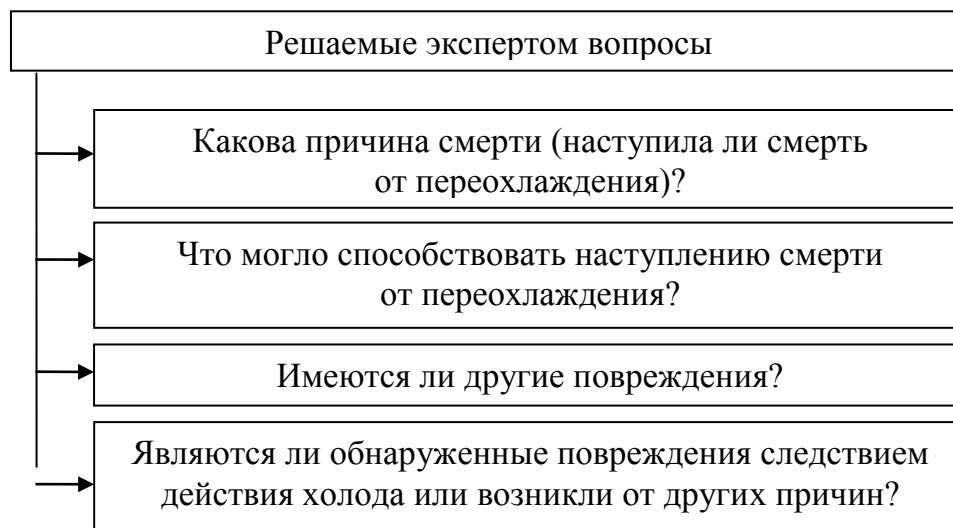 Решаемые экспертом вопросы
Какова причина смерти (наступила ли смерть
от переохлаждения)?
Что могло способствовать наступлению смерти
от переохлаждения?
Имеются ли другие повреждения?
Являются ли обнаруженные повреждения следствием
действия холода или возникли от других причин?